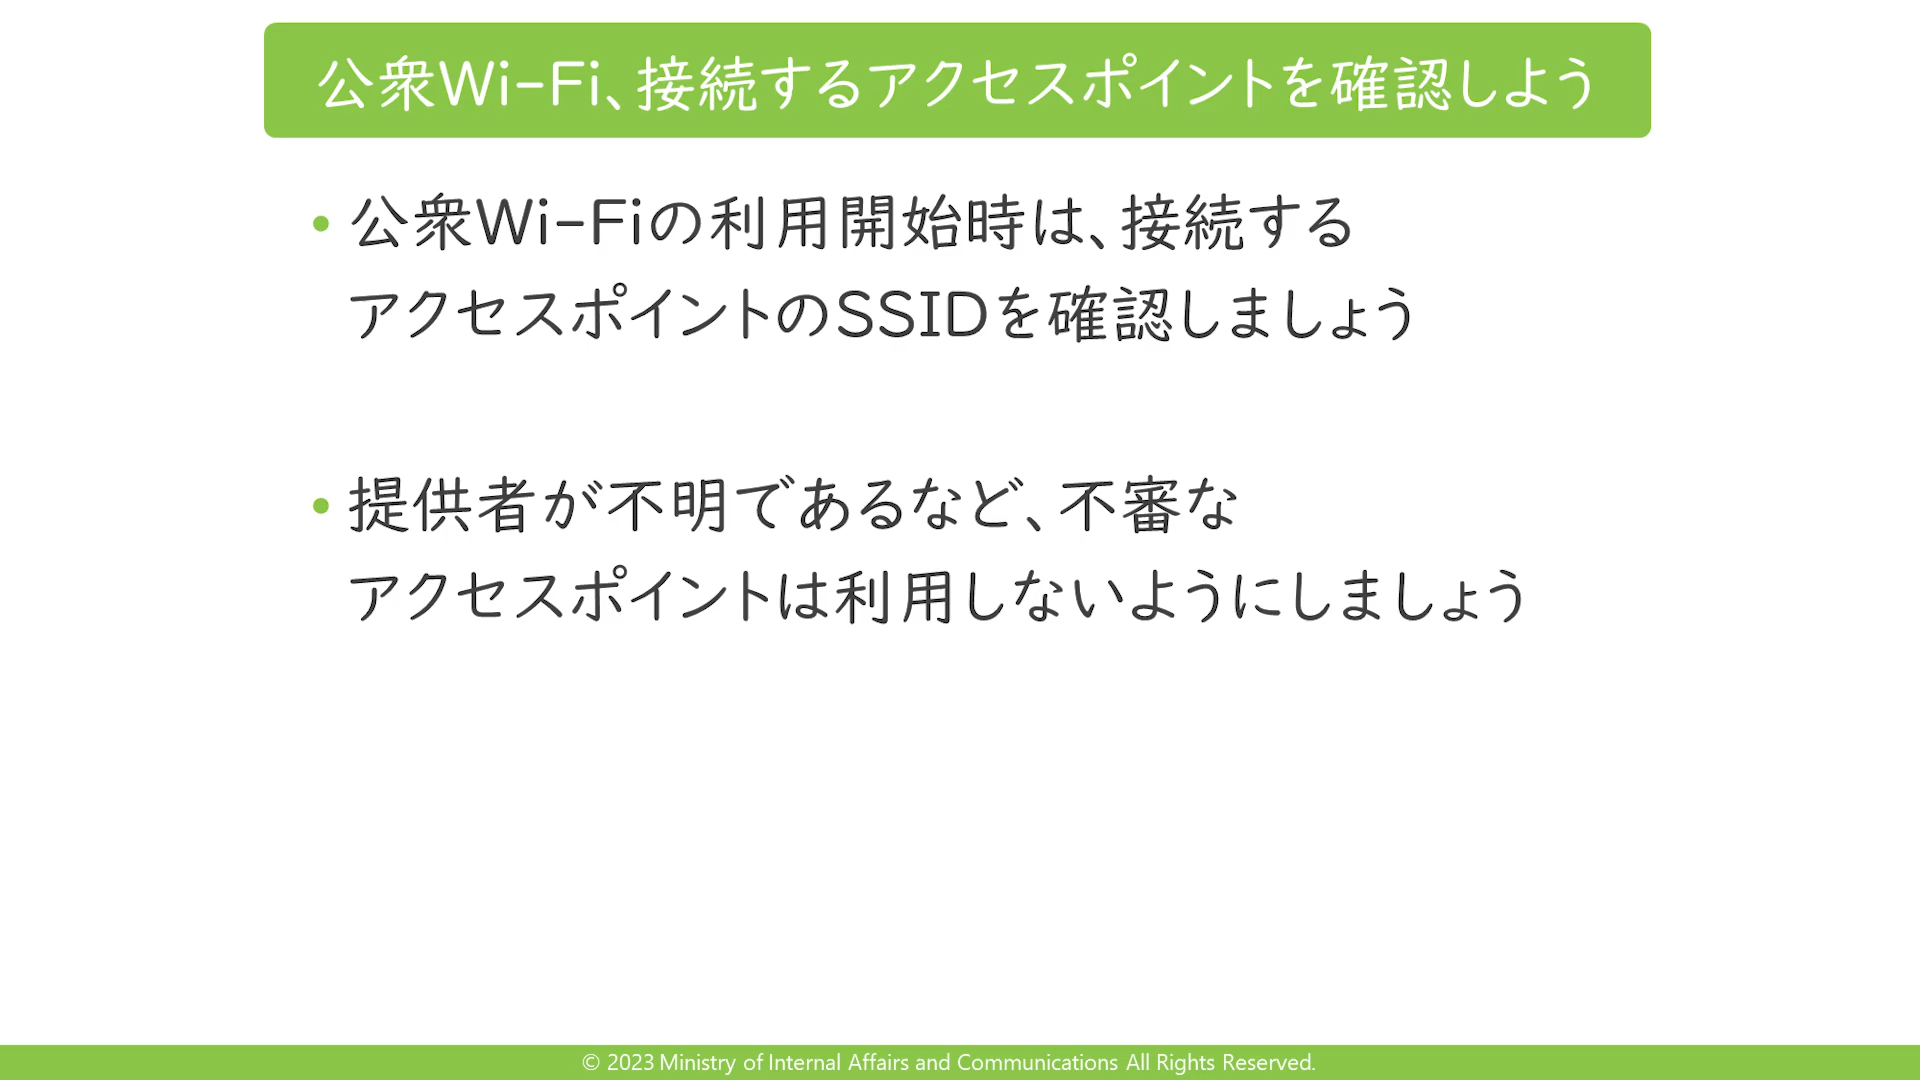 公衆Wi-Fi、接続するアクセスポイントを確認しよう
• 公衆Wi-Fiの利用開始時は、接続する
アクセスポイントのSSIDを確認しましょう
• 提供者が不明であるなど、不審な
アクセスポイントは利用しないようにしましょう
© 2023 Ministry of Internal Affairs and Communications All Rights Reserved.